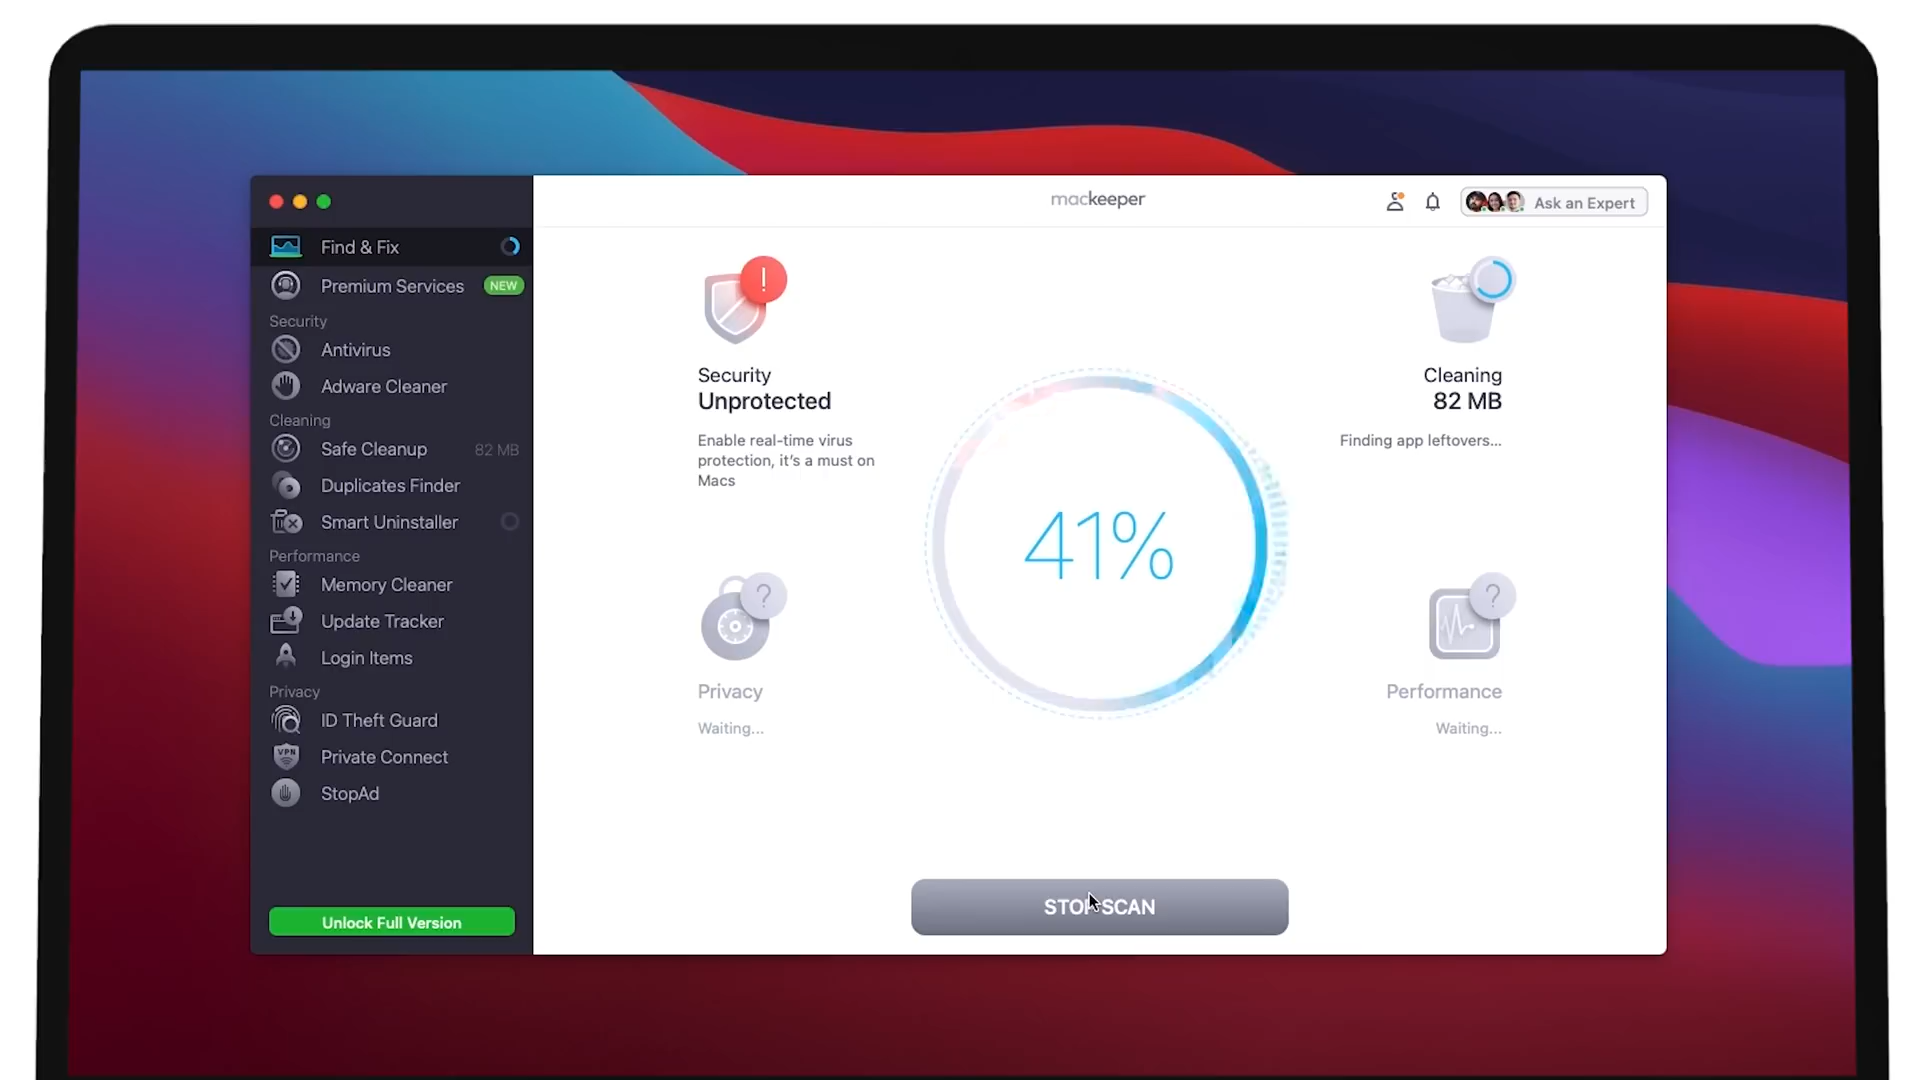 mackeeper
Ask an Expert
Find & Fix
Premium Services NEW
Security
Antivirus
Adware Cleaner
Cleaning
Safe Cleanup 82 MB
Duplicates Finder
Smart Uninstaller
Performance
Memory Cleaner
Update Tracker
Login Items
Privacy
ID Theft Guard
VPN
Private Connect
StopAd
Unlock Full Version
!
Security
Unprotected
Enable real-time virus
protection, it's a must on
Macs
Cleaning
82 MB
Finding app leftovers...
41%
?
Privacy
Waiting...
?
Performance
Waiting...
STOP SCAN